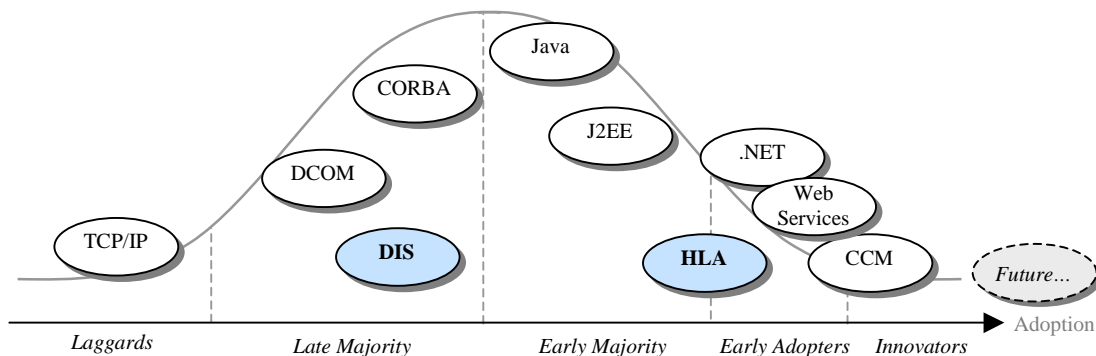 Java
CORBA
J2EE
.NET
DCOM
Web
Services
TCP/IP
DIS
HLA
CCM
Future…
Adoption
Laggards
Late Majority
Early Majority
Early Adopters
Innovators